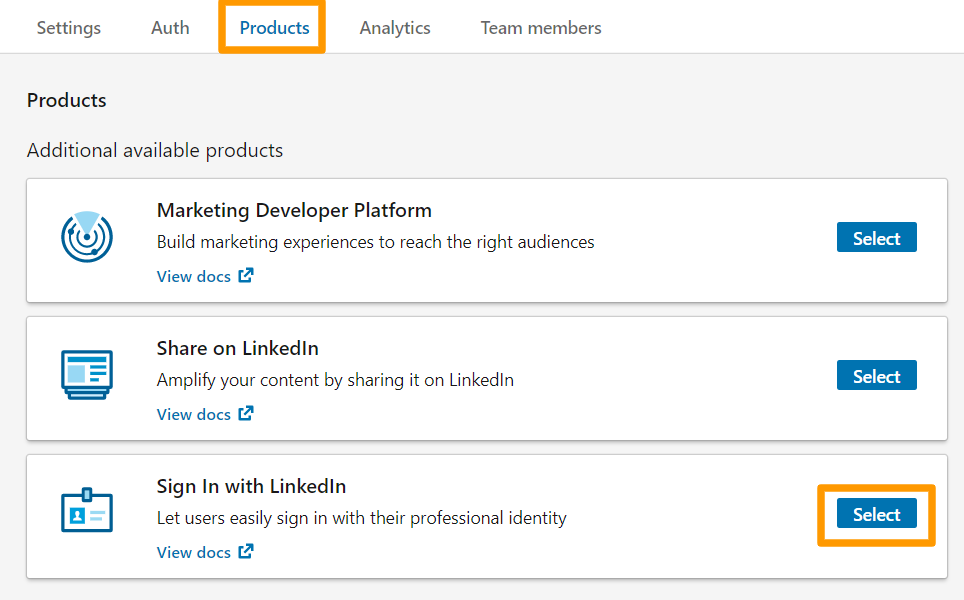 Settings Auth Products Analytics Team members
Products
Additional available products
Marketing Developer Platform
Build marketing experiences to reach the right audiences
View docs
Select
Share on LinkedIn
Amplify your content by sharing it on LinkedIn
View docs
Select
Sign In with LinkedIn
Let users easily sign in with their professional identity
View docs
Select